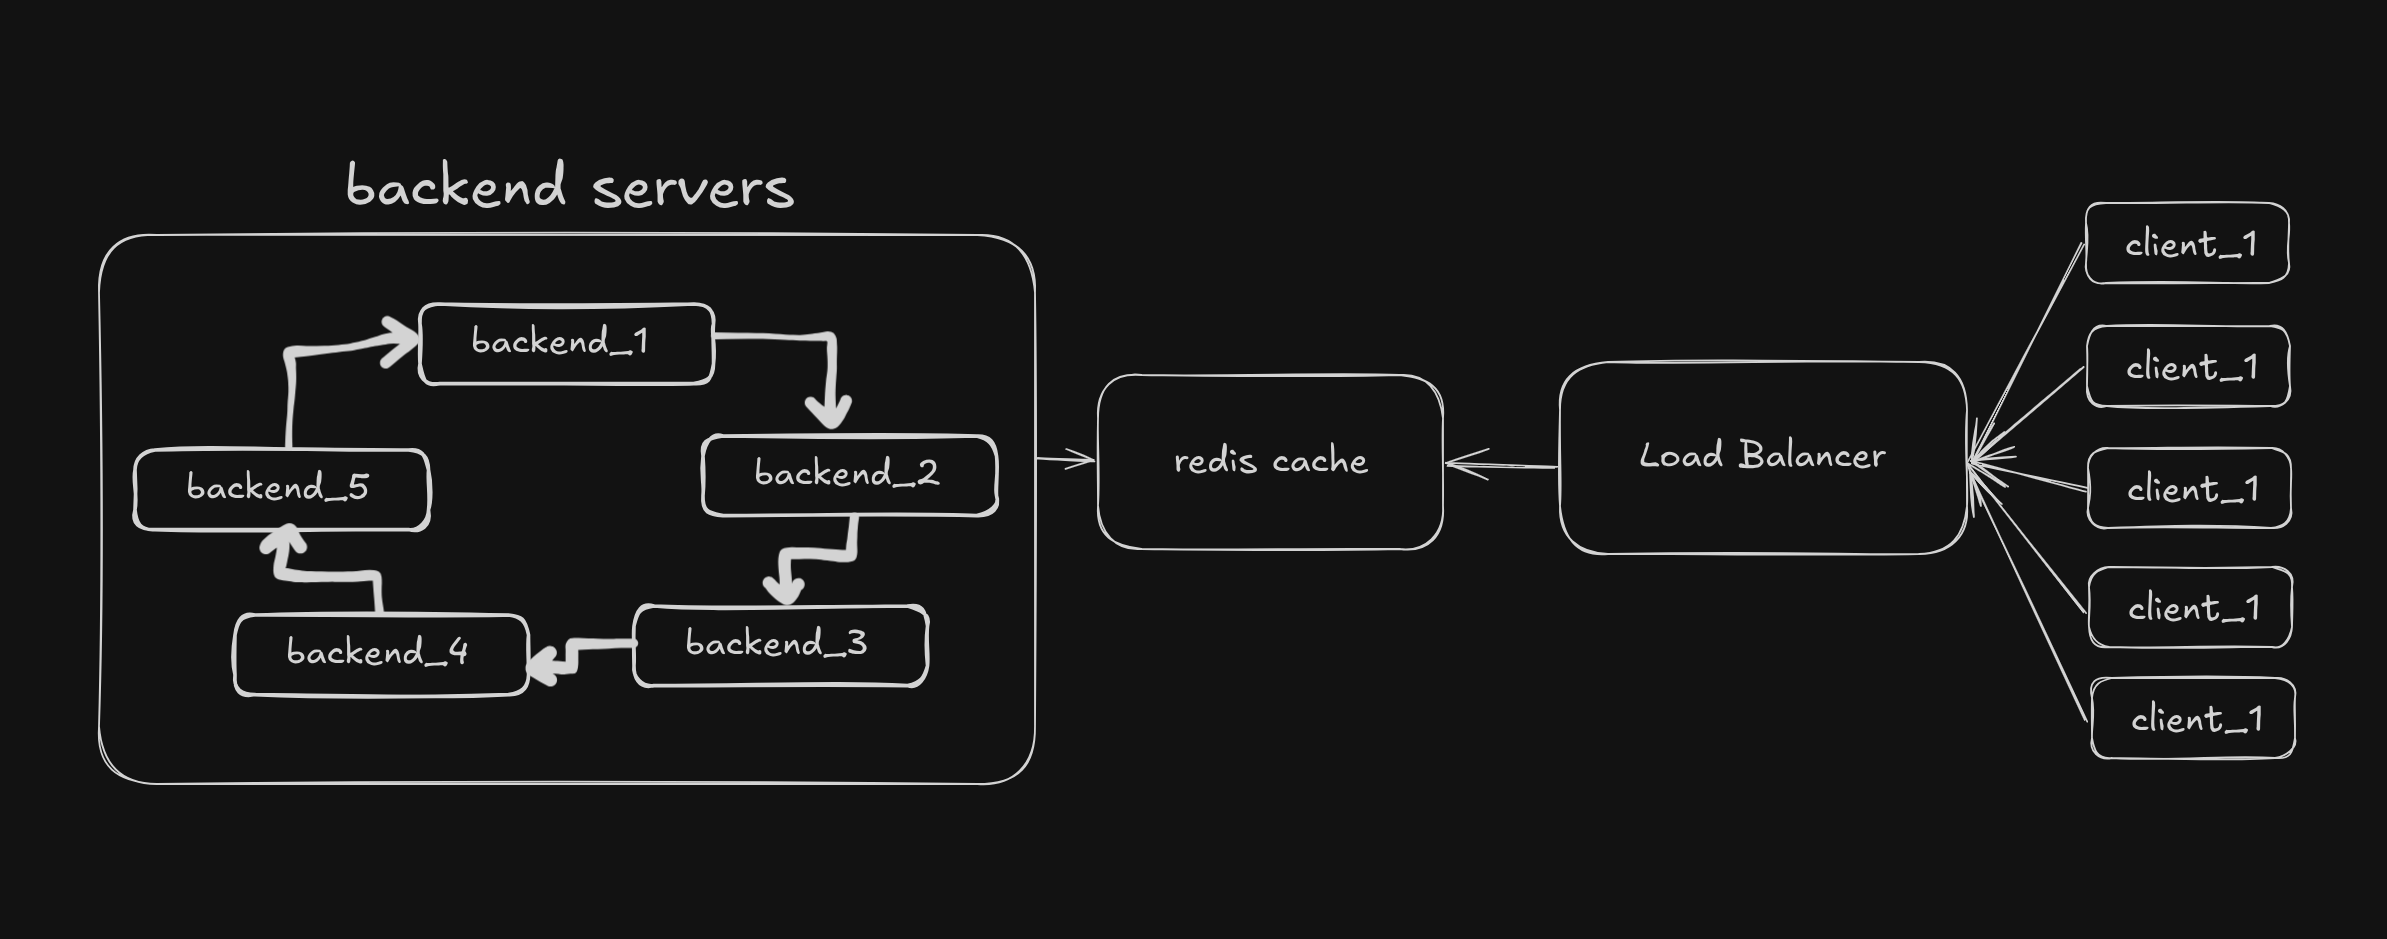 backend servers
backend_1
backend_2
backend_3
backend_4
backend_5
redis cache
Load Balancer
client_1
client_1
client_1
client_1
client_1